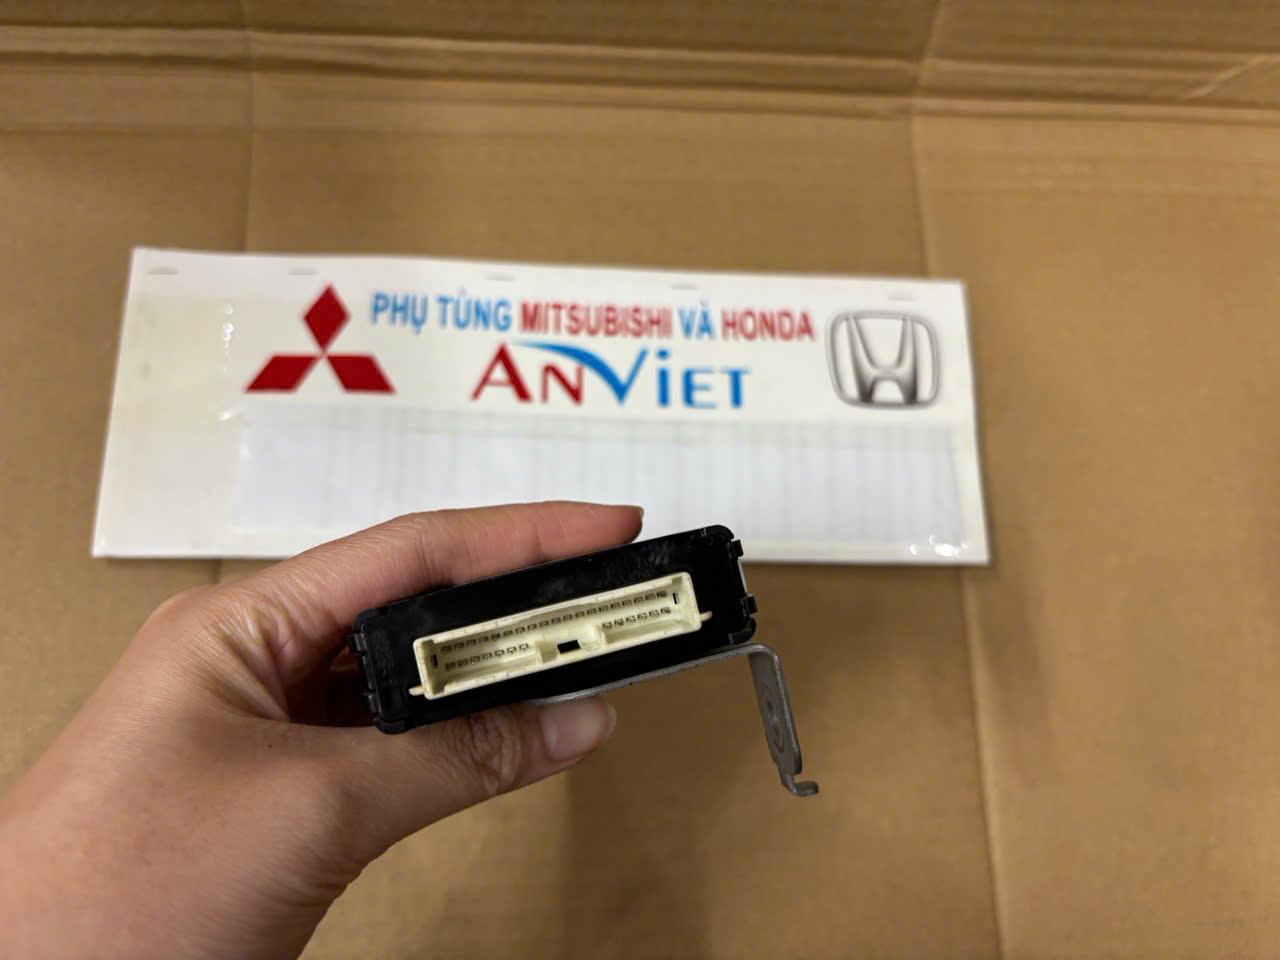 PHỤ TÙNG MITSUBISHI VÀ HONDA
ANVIET